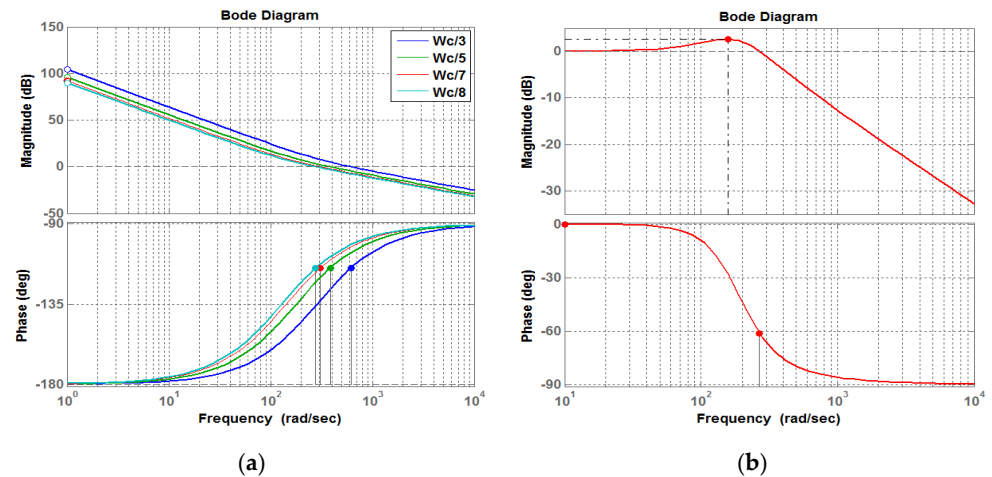 Bode Diagram
150
100
50
0
50
Magnitude (dB)
Wc/3
Wc/5
Wc/7
Wc/8
-90
-135
-180
Phase (deg)
10^0
10^1
10^2
10^3
10^4
Frequency (rad/sec)
(a)
Bode Diagram
0
-10
-20
-30
Magnitude (dB)
0
-30
-60
-90
Phase (deg)
10^1
10^2
10^3
10^4
Frequency (rad/sec)
(b)